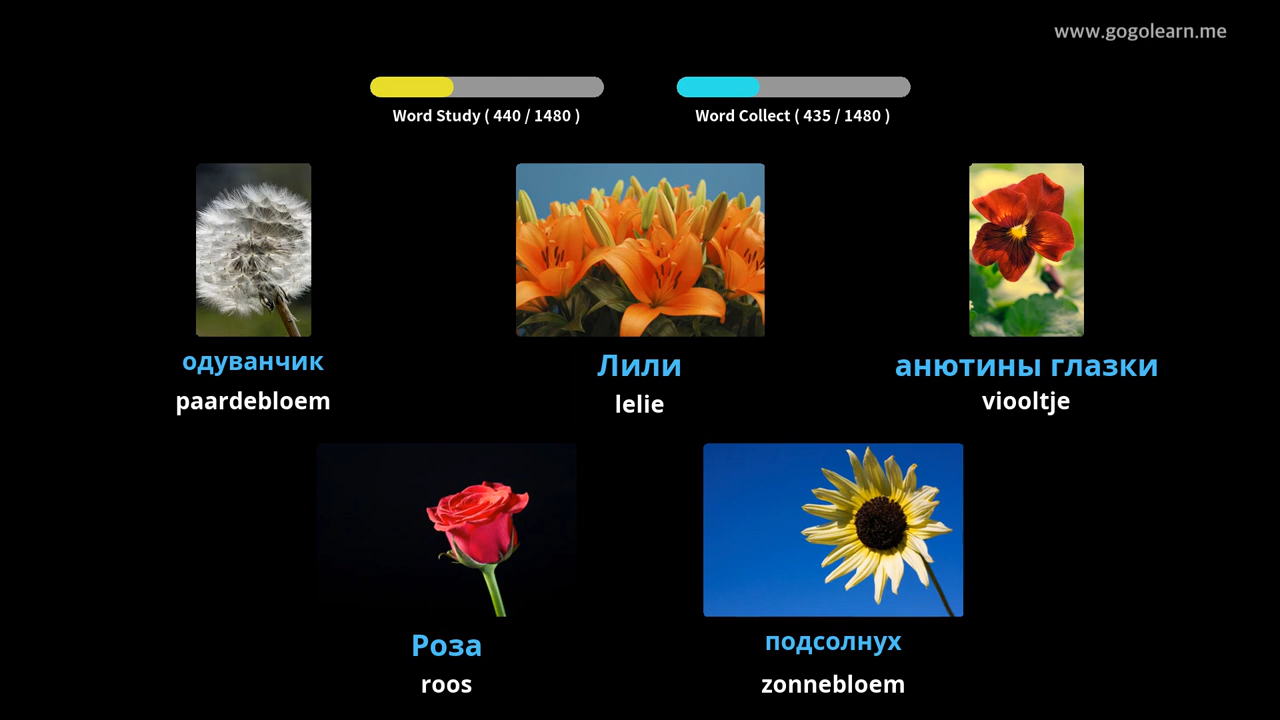 www.gogolearn.me
Word Study ( 440 / 1480 )
Word Collect ( 435 / 1480 )
одуванчик
paardebloem
Лили
lelie
анютины глазки
viooltje
Роза
roos
подсолнух
zonnebloem